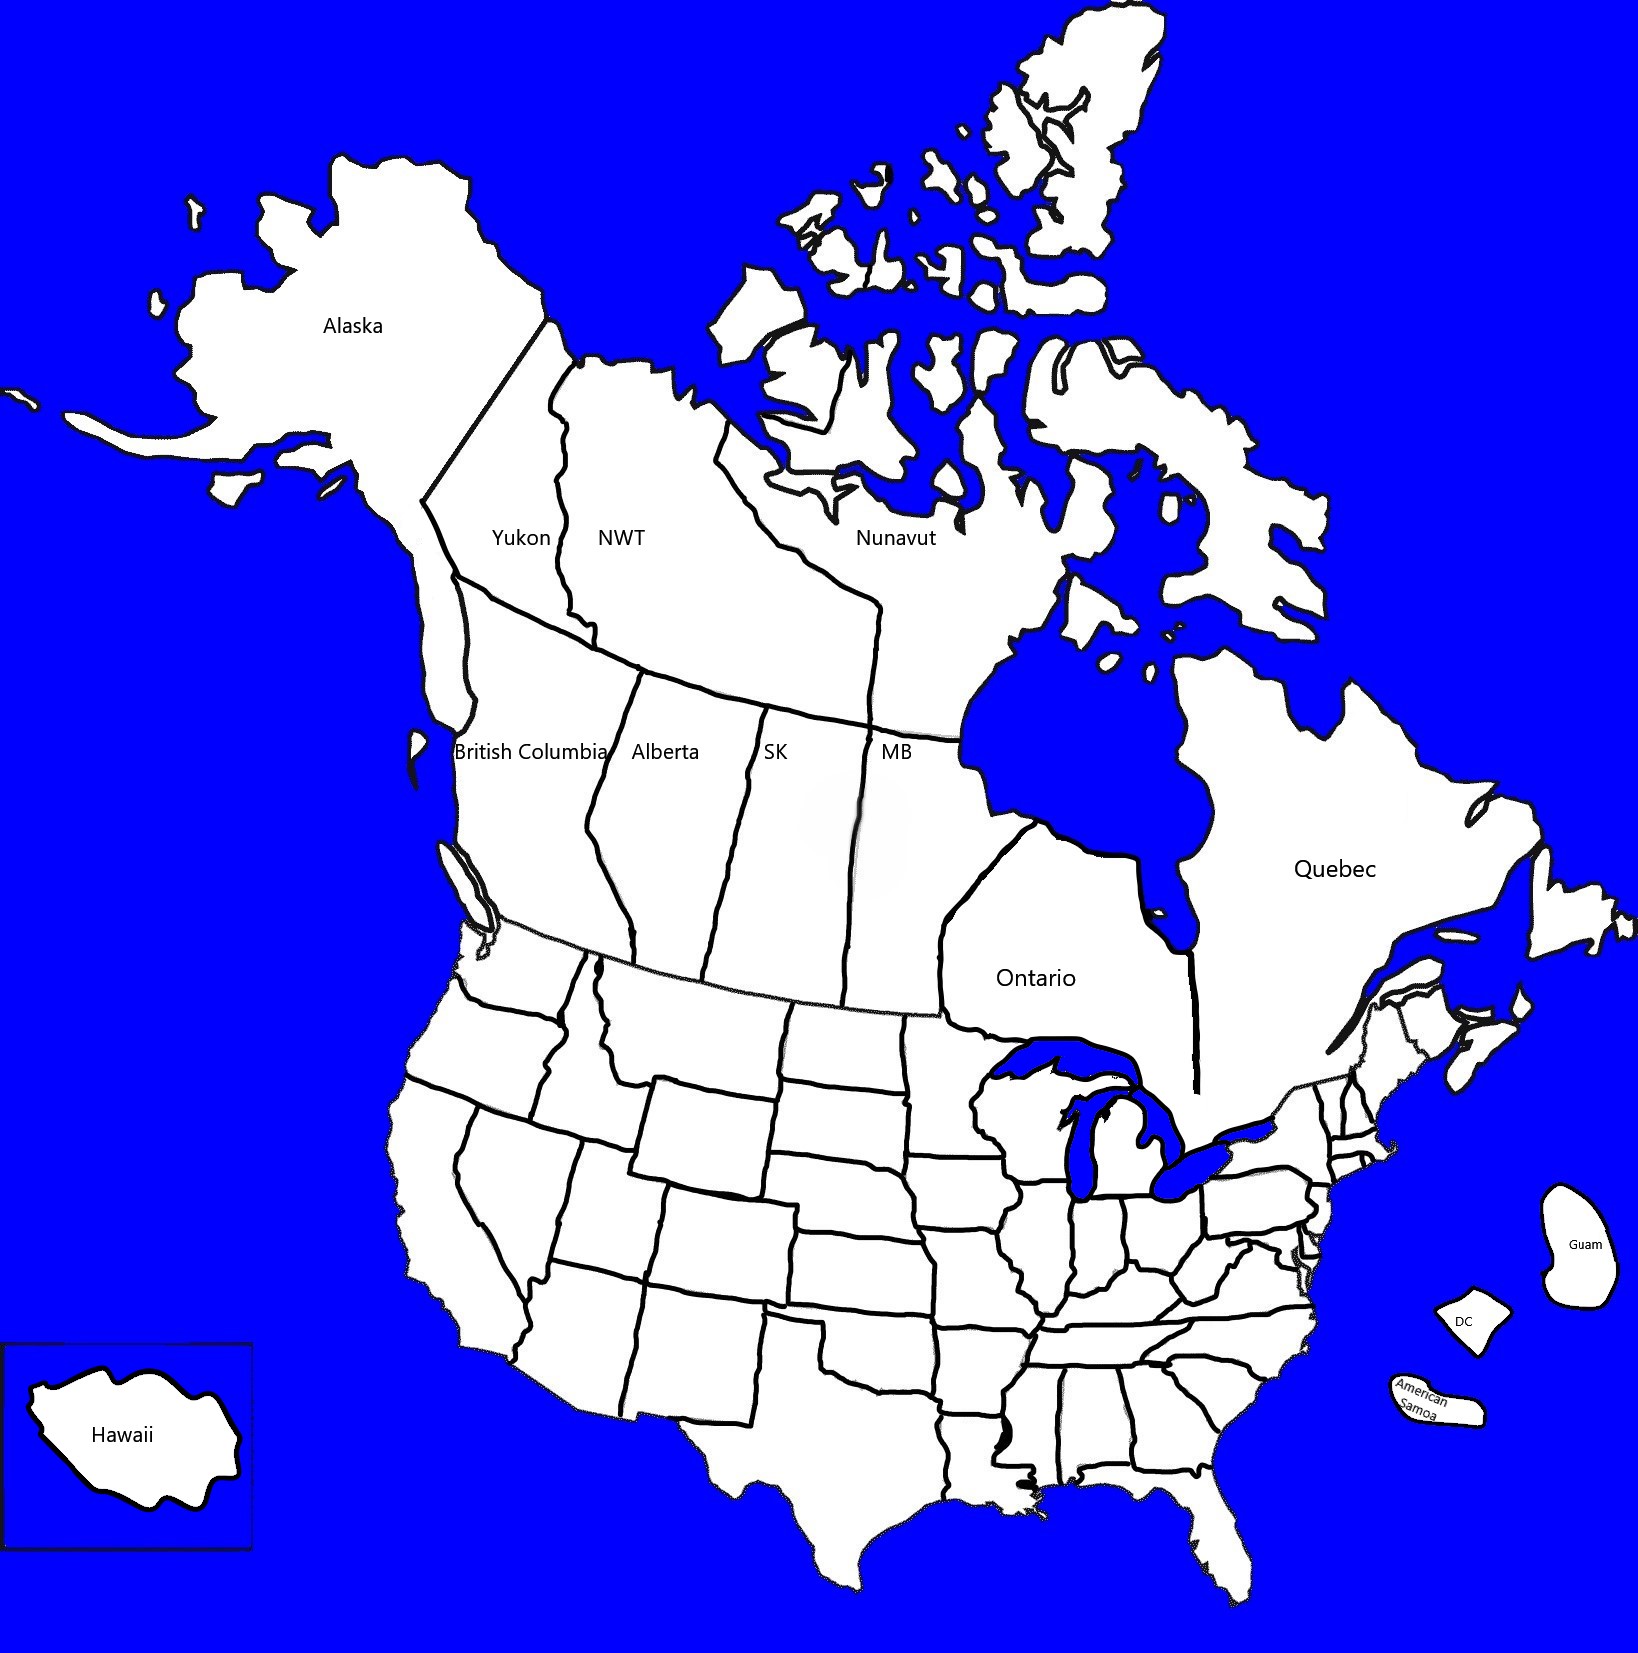 Alaska
Yukon
NWT
Nunavut
British Columbia
Alberta
SK
MB
Quebec
Ontario
Guam
DC
American
Samoa
Hawaii